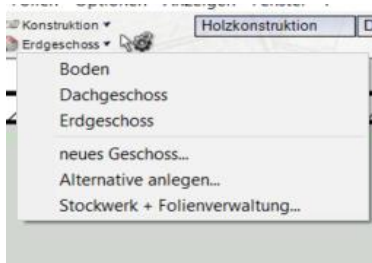 Konstruktion
Holzkonstruktion
Erdgeschoss
Boden
Dachgeschoss
Erdgeschoss
neues Geschoss...
Alternative anlegen...
Stockwerk + Folienverwaltung...